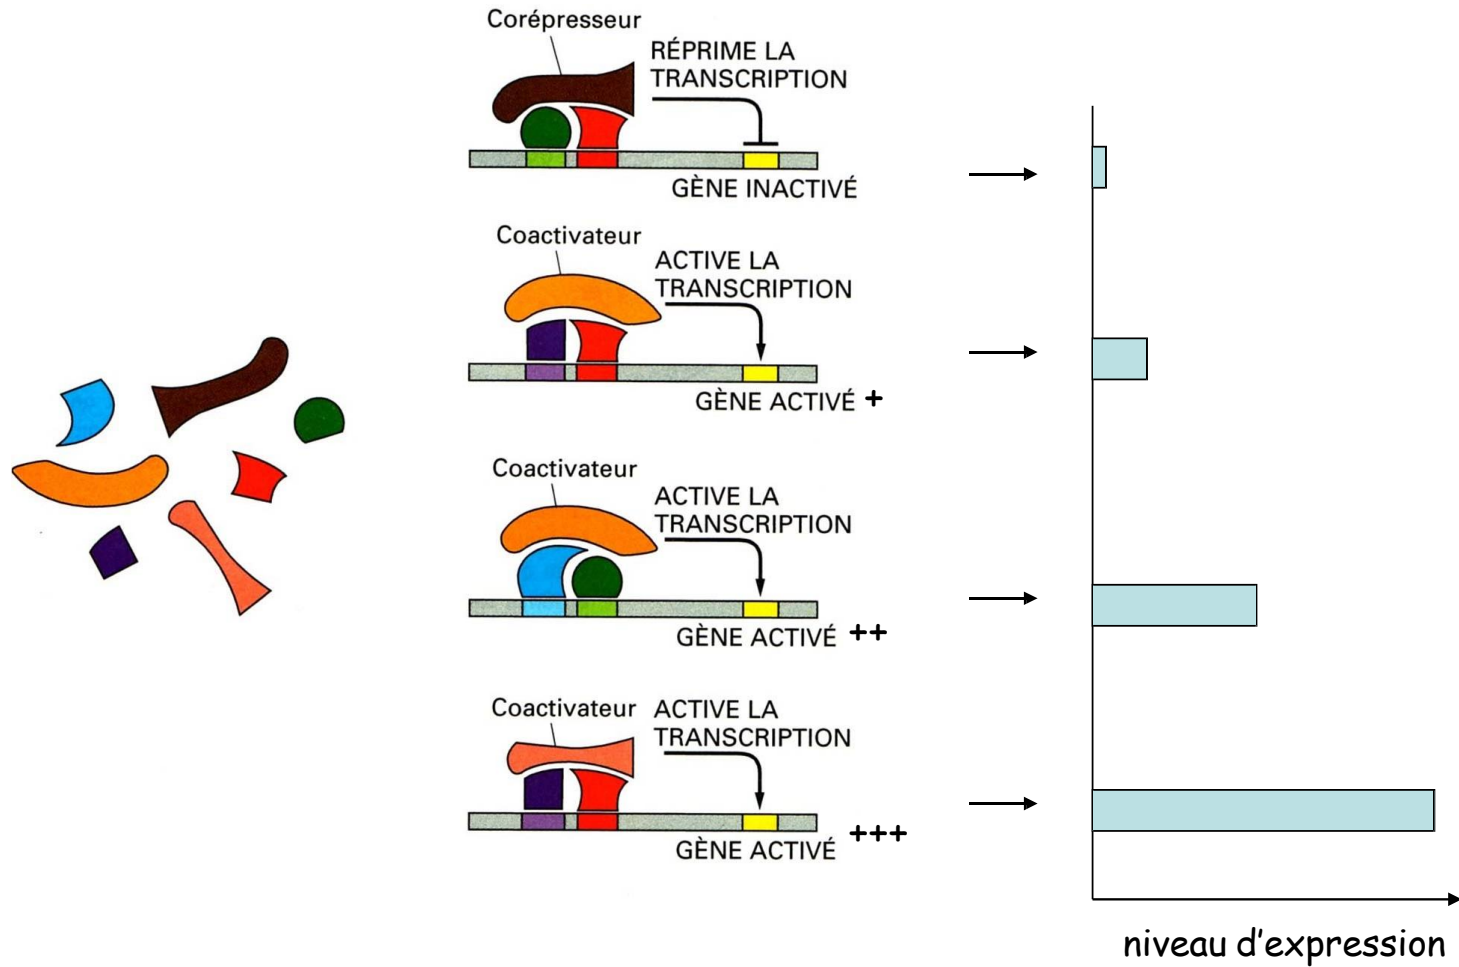 Corépresseur
RÉPRIME LA
TRANSCRIPTION
GÈNE INACTIVÉ
Coactivateur
ACTIVE LA
TRANSCRIPTION
GÈNE ACTIVÉ +
Coactivateur
ACTIVE LA
TRANSCRIPTION
GÈNE ACTIVÉ ++
Coactivateur
ACTIVE LA
TRANSCRIPTION
GÈNE ACTIVÉ +++
niveau d'expression